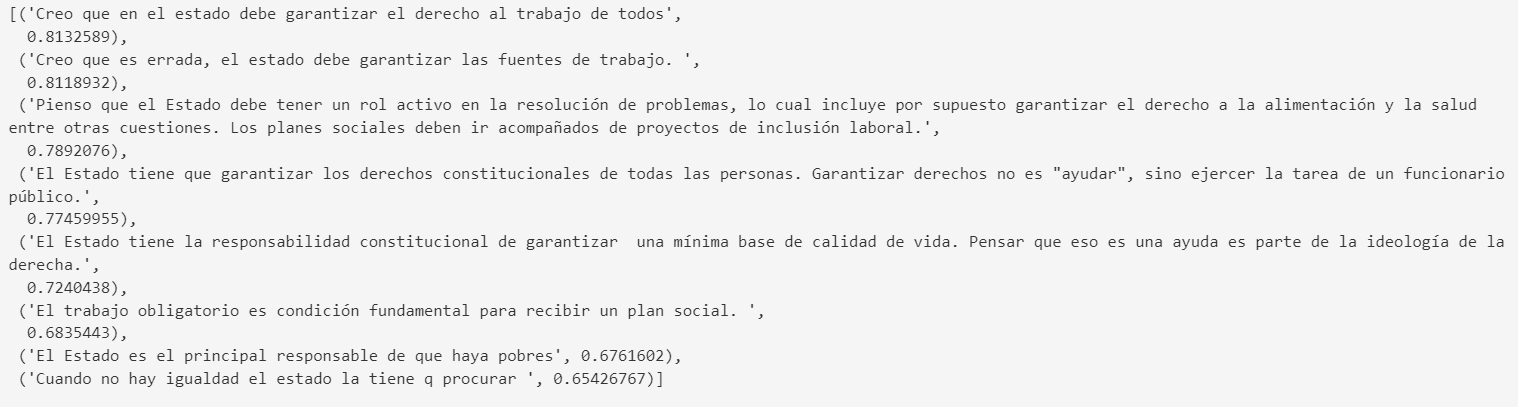 [('Creo que en el estado debe garantizar el derecho al trabajo de todos',
0.8132589),
('Creo que es errada, el estado debe garantizar las fuentes de trabajo. ',
0.8118932),
('Pienso que el Estado debe tener un rol activo en la resolución de problemas, lo cual incluye por supuesto garantizar el derecho a la alimentación y la salud
entre otras cuestiones. Los planes sociales deben ir acompañados de proyectos de inclusión laboral.',
0.7892076),
('El Estado tiene que garantizar los derechos constitucionales de todas las personas. Garantizar derechos no es "ayudar", sino ejercer la tarea de un funcionario
público.',
0.77459955),
('El Estado tiene la responsabilidad constitucional de garantizar  una mínima base de calidad de vida. Pensar que eso es una ayuda es parte de la ideología de la
derecha.',
0.7240438),
('El trabajo obligatorio es condición fundamental para recibir un plan social. ',
0.6835443),
('El Estado es el principal responsable de que haya pobres', 0.6761602),
('Cuando no hay igualdad el estado la tiene q procurar ', 0.65426767)]